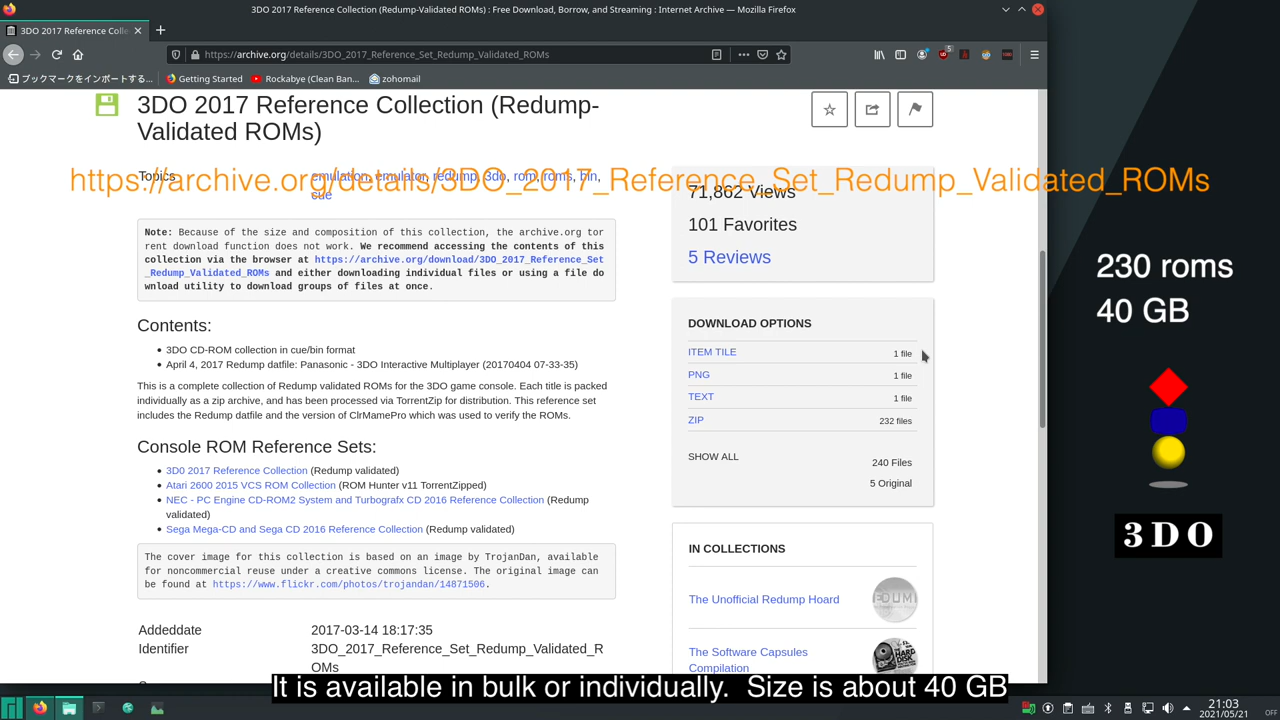 3DO 2017 Reference Collection (Redump-Validated ROMs) : Free Download, Borrow, and Streaming : Internet Archive — Mozilla Firefox
3DO 2017 Reference Colle
https://archive.org/details/3DO_2017_Reference_Set_Redump_Validated_ROMs
5
ブックマークをインポートする...
Getting Started
Rockabye (Clean Ban...
zohomail
3DO 2017 Reference Collection (Redump-
Validated ROMs)
Topics
emulation, emulator, redump, 3do, rom, roms, bin,
cue
https://archive.org/details/3DO_2017_Reference_Set_Redump_Validated_ROMs
Note: Because of the size and composition of this collection, the archive.org tor
rent download function does not work. We recommend accessing the contents of this
collection via the browser at https://archive.org/download/3DO_2017_Reference_Set
_Redump_Validated_ROMs and either downloading individual files or using a file do
wnload utility to download groups of files at once.
Contents:
3DO CD-ROM collection in cue/bin format
April 4, 2017 Redump datfile: Panasonic - 3DO Interactive Multiplayer (20170404 07-33-35)
This is a complete collection of Redump validated ROMs for the 3DO game console. Each title is packed
individually as a zip archive, and has been processed via TorrentZip for distribution. This reference set
includes the Redump datfile and the version of ClrMamePro which was used to verify the ROMs.
Console ROM Reference Sets:
3D0 2017 Reference Collection (Redump validated)
Atari 2600 2015 VCS ROM Collection (ROM Hunter v11 TorrentZipped)
NEC - PC Engine CD-ROM2 System and Turbografx CD 2016 Reference Collection (Redump
validated)
Sega Mega-CD and Sega CD 2016 Reference Collection (Redump validated)
The cover image for this collection is based on an image by TrojanDan, available
for noncommercial reuse under a creative commons license. The original image can
be found at https://www.flickr.com/photos/trojandan/14871506.
Addeddate
2017-03-14 18:17:35
Identifier
3DO_2017_Reference_Set_Redump_Validated_R
OMs
71,862 Views
101 Favorites
5 Reviews
DOWNLOAD OPTIONS
ITEM TILE 1 file
PNG 1 file
TEXT 1 file
ZIP 232 files
SHOW ALL 240 Files
5 Original
IN COLLECTIONS
The Unofficial Redump Hoard
The Software Capsules
Compilation
230 roms
40 GB
3DO
It is available in bulk or individually. Size is about 40 GB
21:03
2021/05/21
OFF